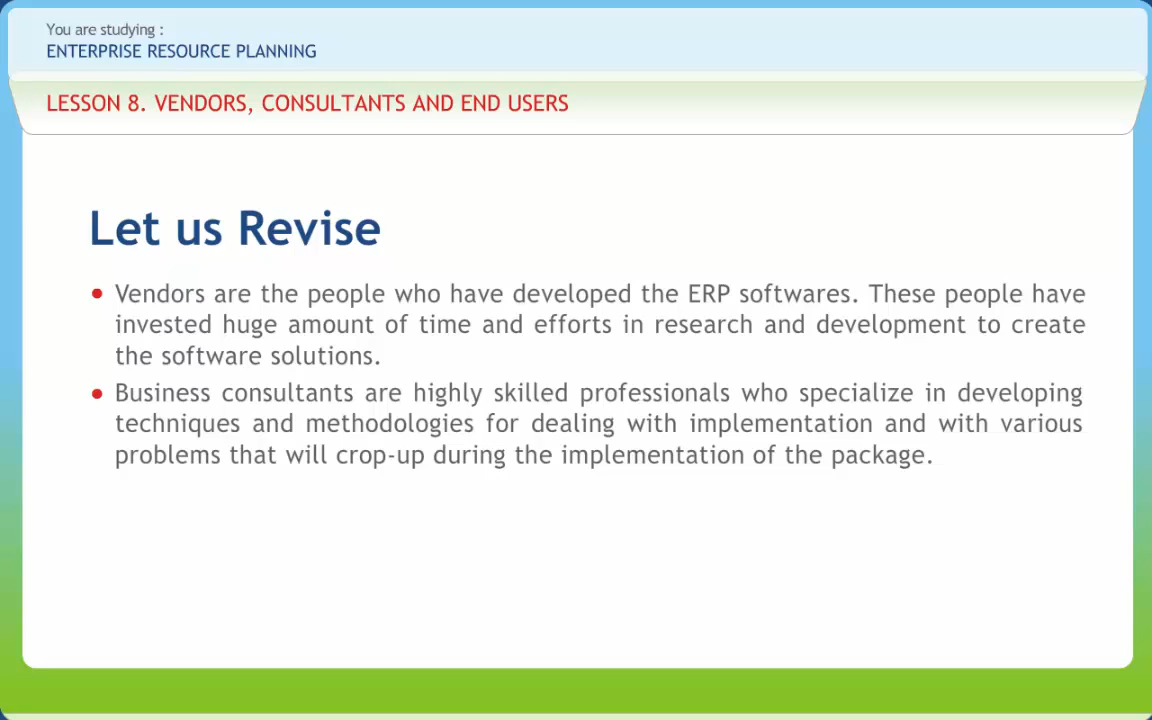 You are studying :
ENTERPRISE RESOURCE PLANNING
LESSON 8. VENDORS, CONSULTANTS AND END USERS
Let us Revise
• Vendors are the people who have developed the ERP softwares. These people have
invested huge amount of time and efforts in research and development to create
the software solutions.
• Business consultants are highly skilled professionals who specialize in developing
techniques and methodologies for dealing with implementation and with various
problems that will crop-up during the implementation of the package.